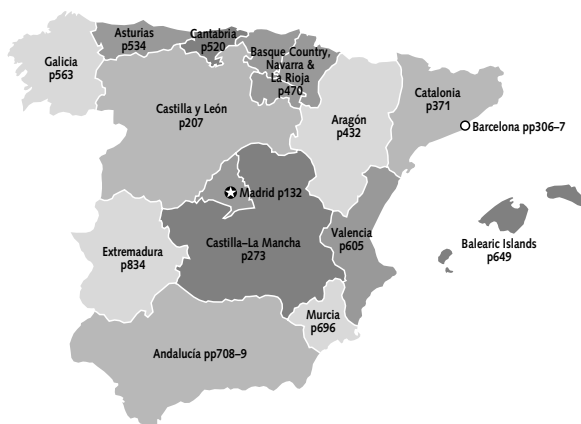 Asturias
p534
Cantabria
p520
Galicia
p563
Basque Country,
Navarra &
La Rioja
p470
Castilla y León
p207
Aragón
p432
Catalonia
p371
Barcelona pp306–7
Madrid p132
Extremadura
p834
Castilla–La Mancha
p273
Valencia
p605
Balearic Islands
p649
Murcia
p696
Andalucía pp708–9